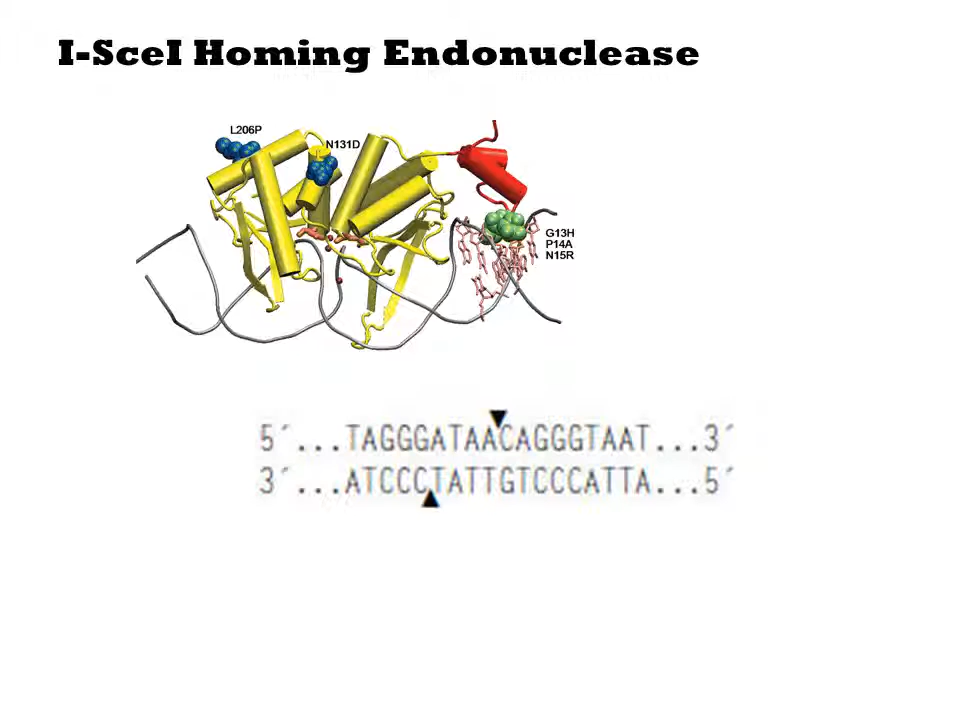 I-SceI Homing Endonuclease
L206P
N131D
G13H
P14A
N15R
5´...TAGGGATAACAGGGTAAT...3´
3´...ATCCCTATTGTCCCATTA...5´